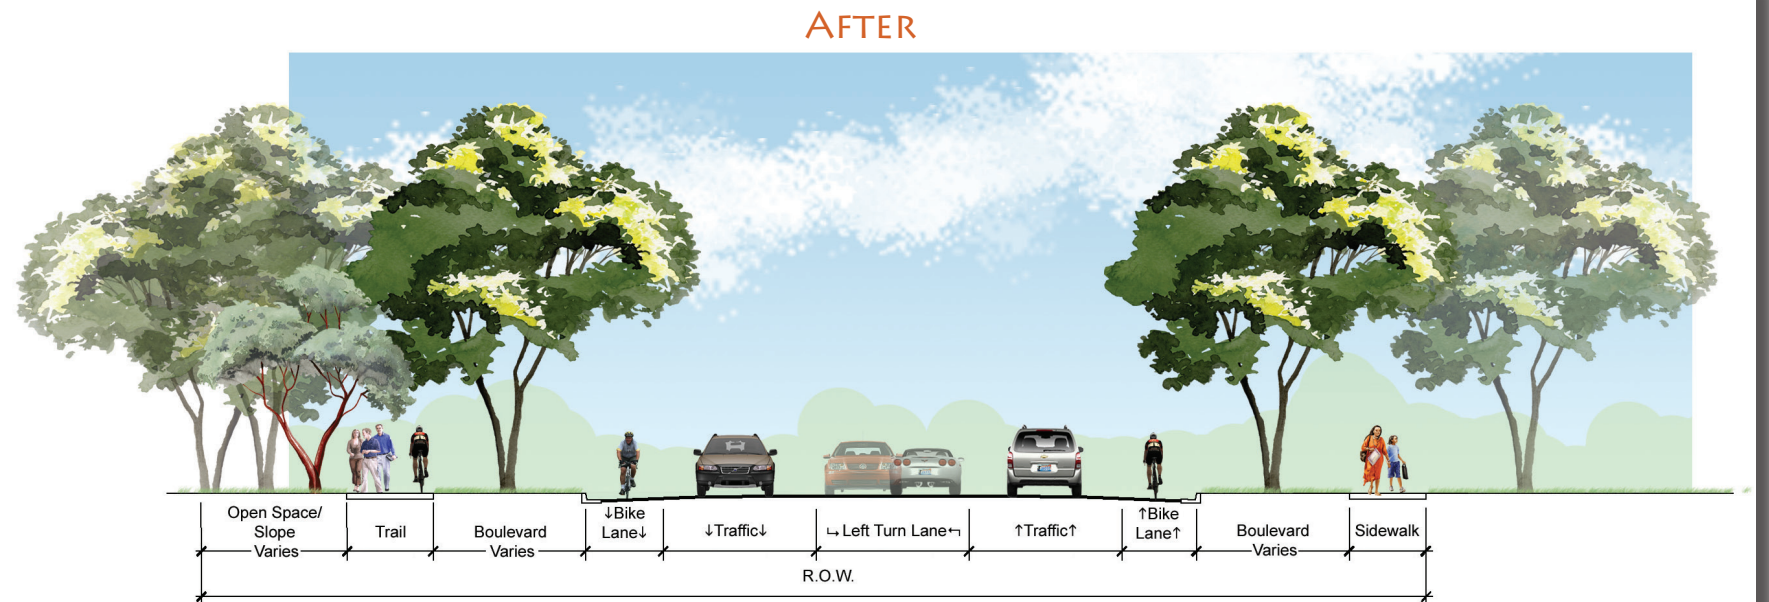 AFTER
Open Space/
Slope
Varies
Trail
Boulevard
Varies
↓Bike
Lane↓
↓Traffic↓
↳Left Turn Lane↰
↑Traffic↑
↑Bike
Lane↑
Boulevard
Varies
Sidewalk
R.O.W.